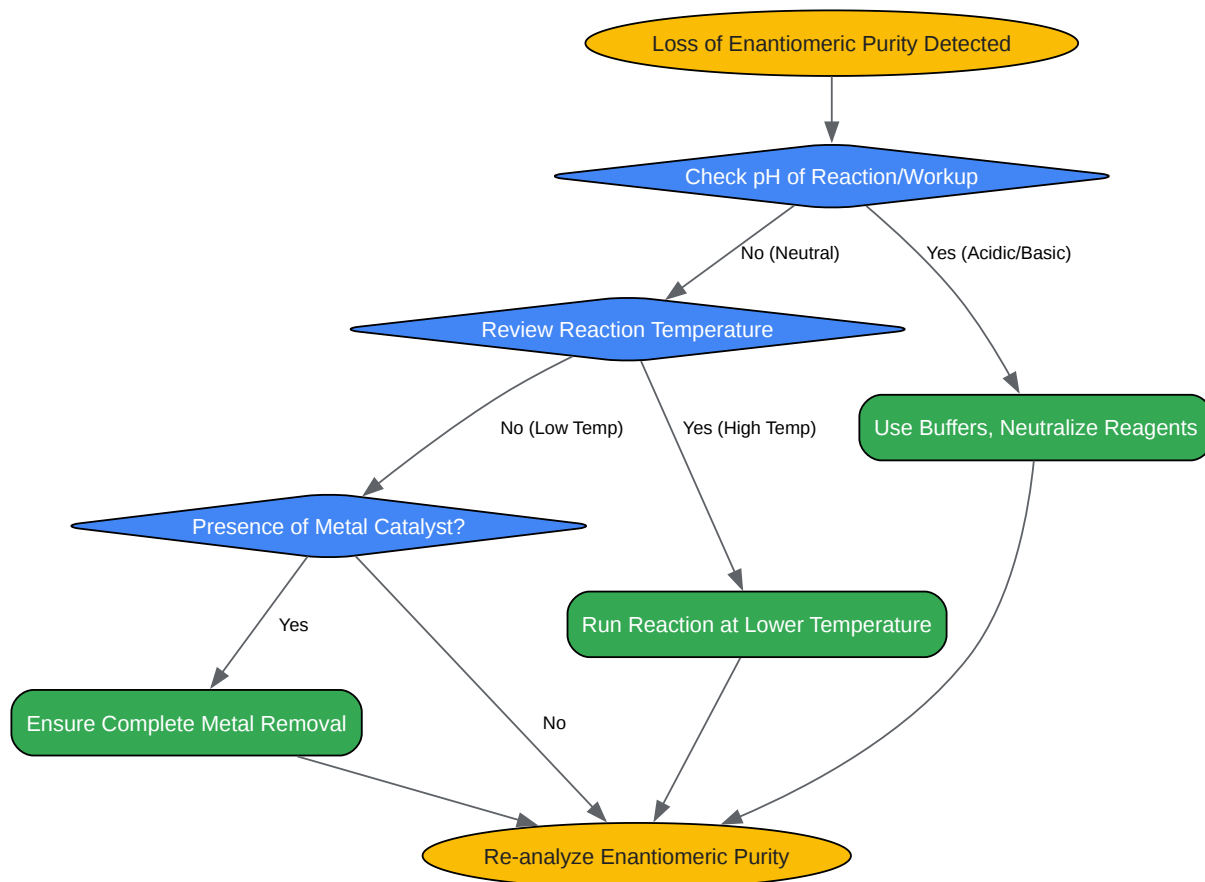 Loss of Enantiomeric Purity Detected
Check pH of Reaction/Workup
No (Neutral)
Yes (Acidic/Basic)
Review Reaction Temperature
No (Low Temp)
Yes (High Temp)
Use Buffers, Neutralize Reagents
Presence of Metal Catalyst?
Yes
Run Reaction at Lower Temperature
Ensure Complete Metal Removal
No
Re-analyze Enantiomeric Purity